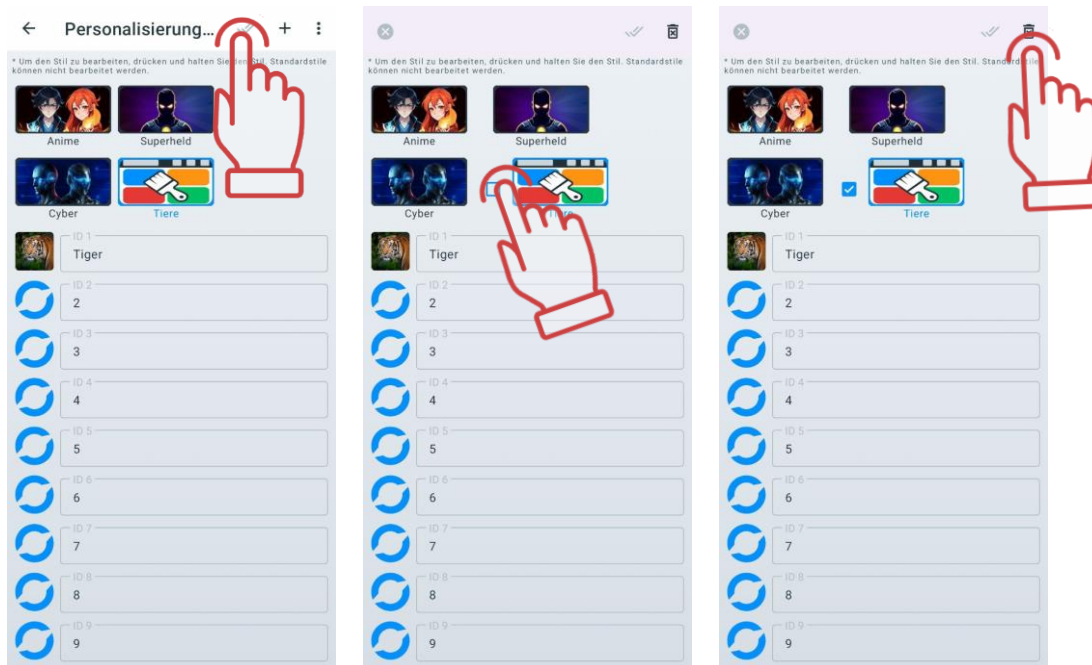 Personalisierung...
* Um den Stil zu bearbeiten, drücken und halten Sie den Stil. Standardstile
können nicht bearbeitet werden.
Anime Superheld
Cyber Tiere
ID 1
Tiger
ID 2
2
ID 3
3
ID 4
4
ID 5
5
ID 6
6
ID 7
7
ID 8
8
ID 9
9
* Um den Stil zu bearbeiten, drücken und halten Sie den Stil. Standardstile
können nicht bearbeitet werden.
Anime Superheld
Cyber Tiere
ID 1
Tiger
ID 2
2
ID 3
3
ID 4
4
ID 5
5
ID 6
6
ID 7
7
ID 8
8
ID 9
9
* Um den Stil zu bearbeiten, drücken und halten Sie den Stil. Standardstile
können nicht bearbeitet werden.
Anime Superheld
Cyber Tiere
ID 1
Tiger
ID 2
2
ID 3
3
ID 4
4
ID 5
5
ID 6
6
ID 7
7
ID 8
8
ID 9
9